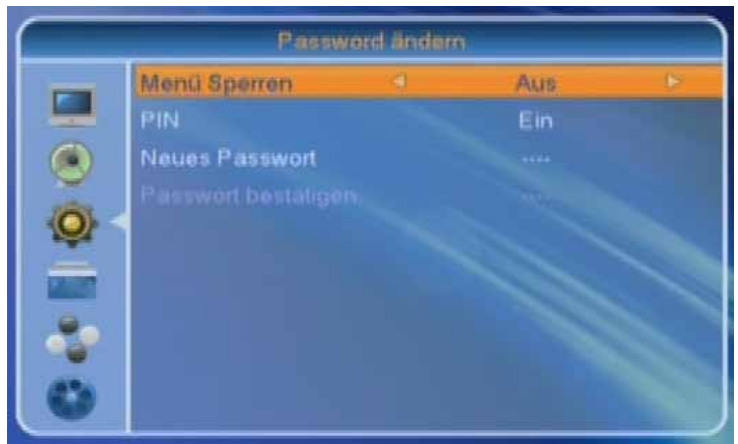 Password ändern
Menü Sperren Aus
PIN Ein
Neues Passwort ----
Passwort bestätigen ----